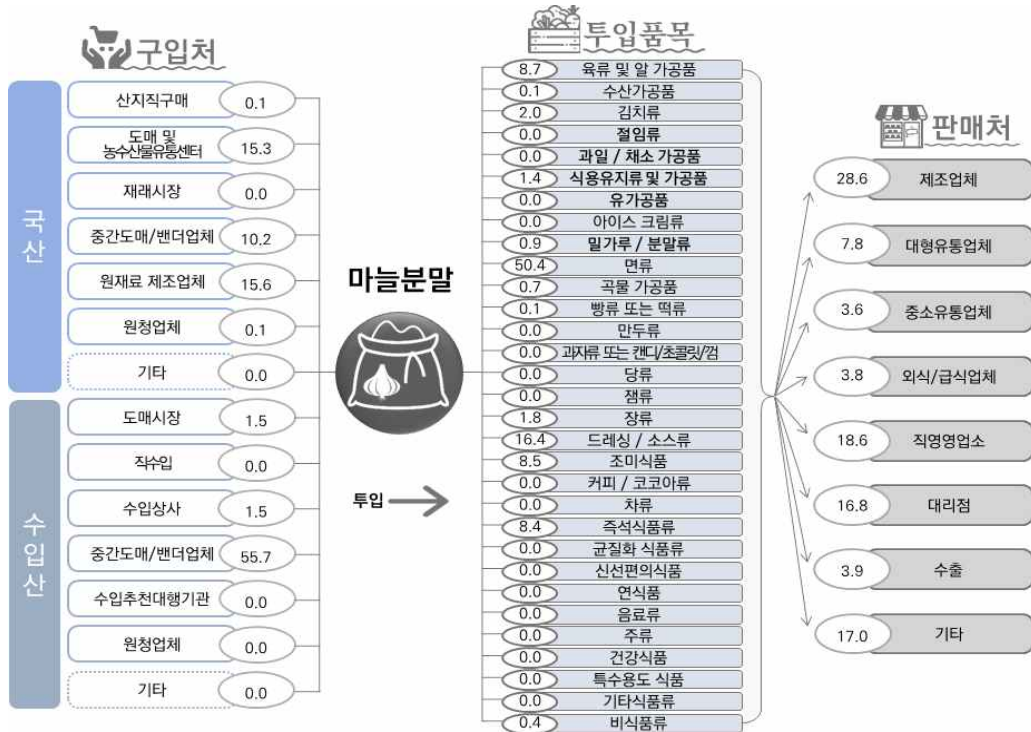 구입처
국산
산지직구매 0.1
도매 및
농수산물유통센터 15.3
재래시장 0.0
중간도매/밴더업체 10.2
원재료 제조업체 15.6
원청업체 0.1
기타 0.0
수입산
도매시장 1.5
직수입 0.0
수입상사 1.5
중간도매/밴더업체 55.7
수입추천대행기관 0.0
원청업체 0.0
기타 0.0
마늘분말
투입
투입품목
8.7 육류 및 알 가공품
0.1 수산가공품
2.0 김치류
0.0 절임류
0.0 과일 / 채소 가공품
1.4 식용유지류 및 가공품
0.0 유가공품
0.0 아이스 크림류
0.9 밀가루 / 분말류
50.4 면류
0.7 곡물 가공품
0.1 빵류 또는 떡류
0.0 만두류
0.0 과자류 또는 캔디/초콜릿/껌
0.0 당류
0.0 잼류
1.8 장류
16.4 드레싱 / 소스류
8.5 조미식품
0.0 커피 / 코코아류
0.0 차류
8.4 즉석식품류
0.0 균질화 식품류
0.0 신선편의식품
0.0 연식품
0.0 음료류
0.0 주류
0.0 건강식품
0.0 특수용도 식품
0.0 기타식품류
0.4 비식품류
판매처
28.6 제조업체
7.8 대형유통업체
3.6 중소유통업체
3.8 외식/급식업체
18.6 직영영업소
16.8 대리점
3.9 수출
17.0 기타